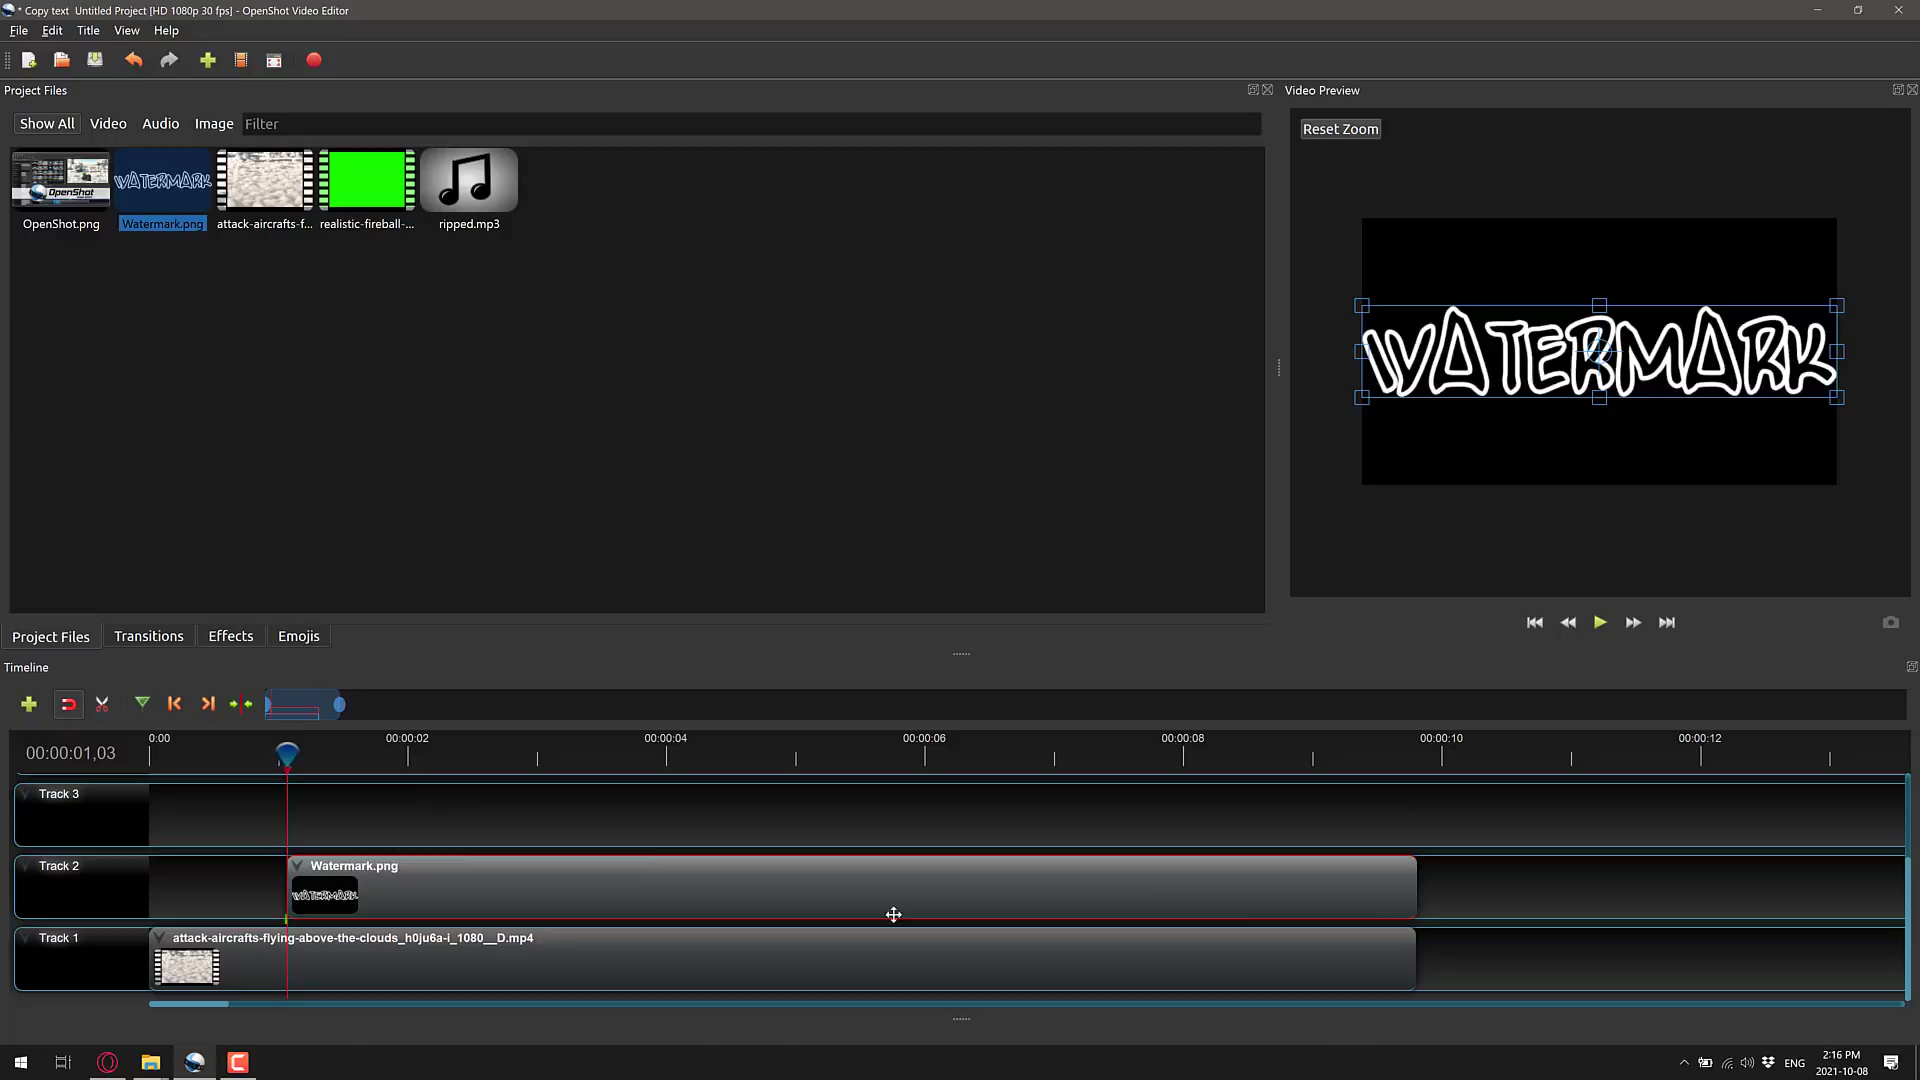 * Copy text  Untitled Project [HD 1080p 30 fps] - OpenShot Video Editor
File Edit Title View Help
Project Files
Video Preview
Show All Video Audio Image Filter
Reset Zoom
OpenShot
WATERMARK
OpenShot.png Watermark.png attack-aircrafts-f... realistic-fireball-... ripped.mp3
WATERMARK
Project Files Transitions Effects Emojis
Timeline
00:00:01,03
0:00 00:00:02 00:00:04 00:00:06 00:00:08 00:00:10 00:00:12
Track 3
Track 2 Watermark.png
WATERMARK
Track 1 attack-aircrafts-flying-above-the-clouds_h0ju6a-i_1080__D.mp4
ENG
2:16 PM
2021-10-08